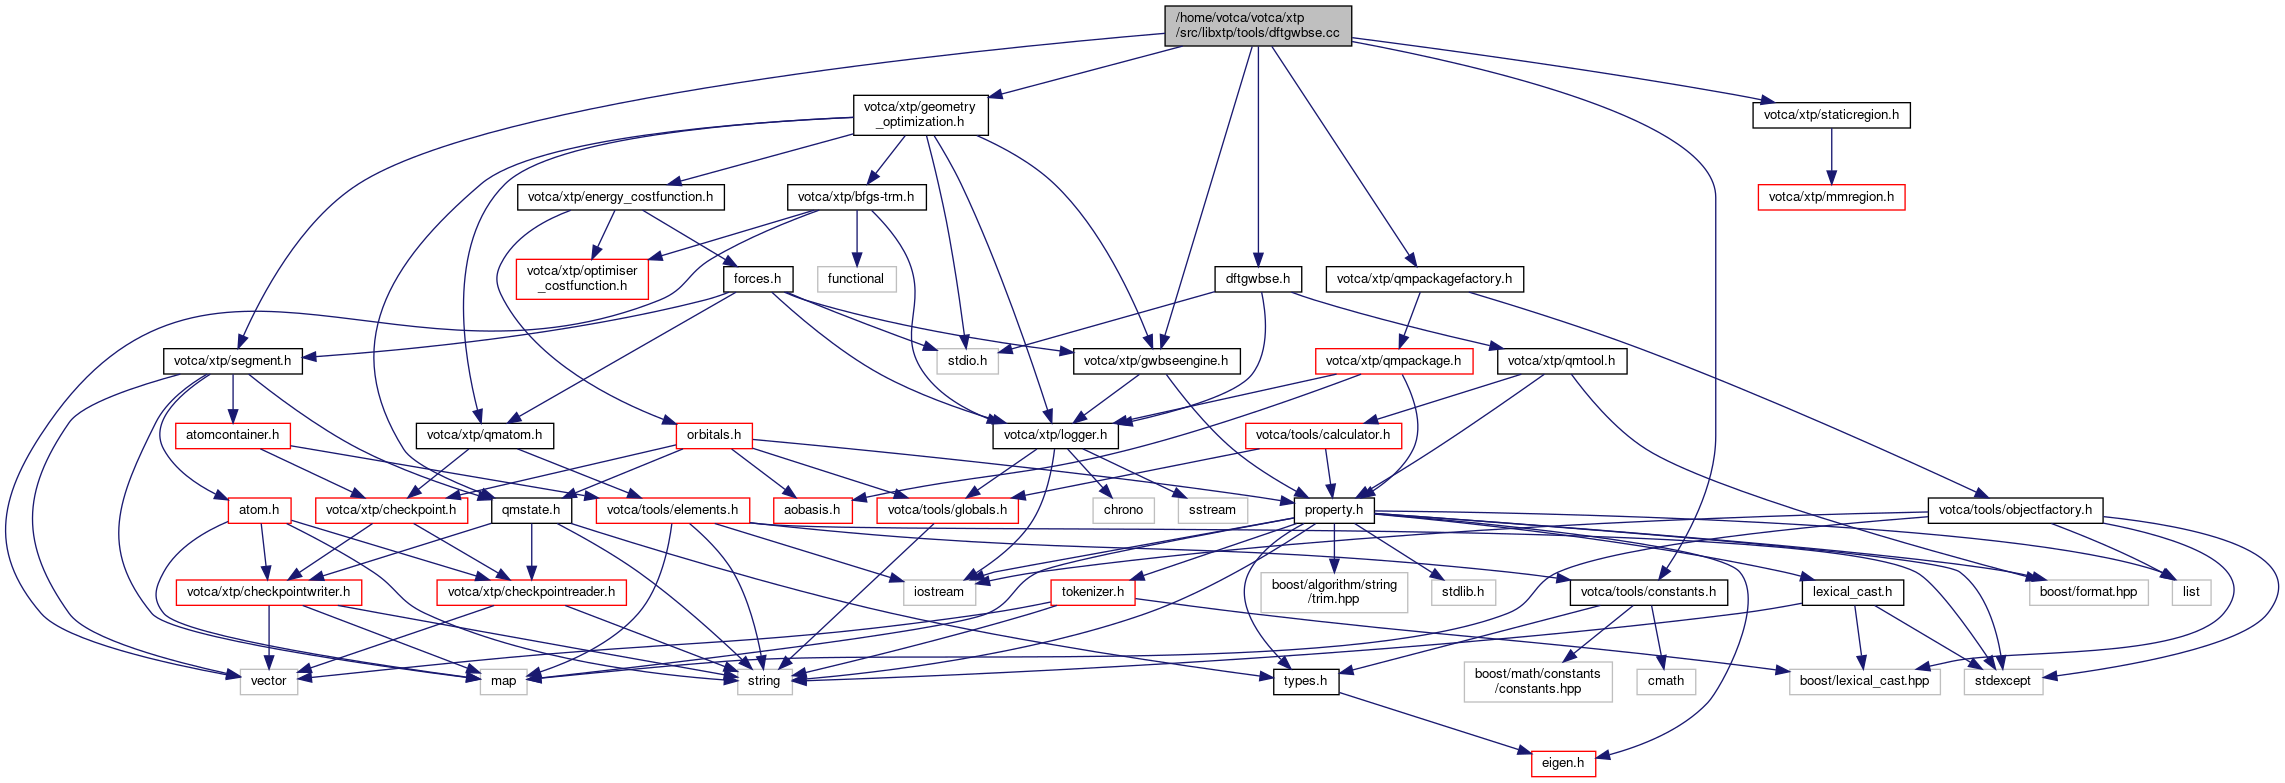 /home/votca/votca/xtp
/src/libxtp/tools/dftgwbse.cc
votca/xtp/geometry
_optimization.h
votca/xtp/staticregion.h
votca/xtp/energy_costfunction.h
votca/xtp/bfgs-trm.h
votca/xtp/mmregion.h
votca/xtp/optimiser
_costfunction.h
forces.h
functional
dftgwbse.h
votca/xtp/qmpackagefactory.h
votca/xtp/segment.h
stdio.h
votca/xtp/gwbseengine.h
votca/xtp/qmpackage.h
votca/xtp/qmtool.h
atomcontainer.h
votca/xtp/qmatom.h
orbitals.h
votca/xtp/logger.h
votca/tools/calculator.h
atom.h
votca/xtp/checkpoint.h
qmstate.h
votca/tools/elements.h
aobasis.h
votca/tools/globals.h
chrono
sstream
property.h
votca/tools/objectfactory.h
votca/xtp/checkpointwriter.h
votca/xtp/checkpointreader.h
iostream
tokenizer.h
boost/algorithm/string
/trim.hpp
stdlib.h
votca/tools/constants.h
lexical_cast.h
boost/format.hpp
list
vector
map
string
types.h
boost/math/constants
/constants.hpp
cmath
boost/lexical_cast.hpp
stdexcept
eigen.h